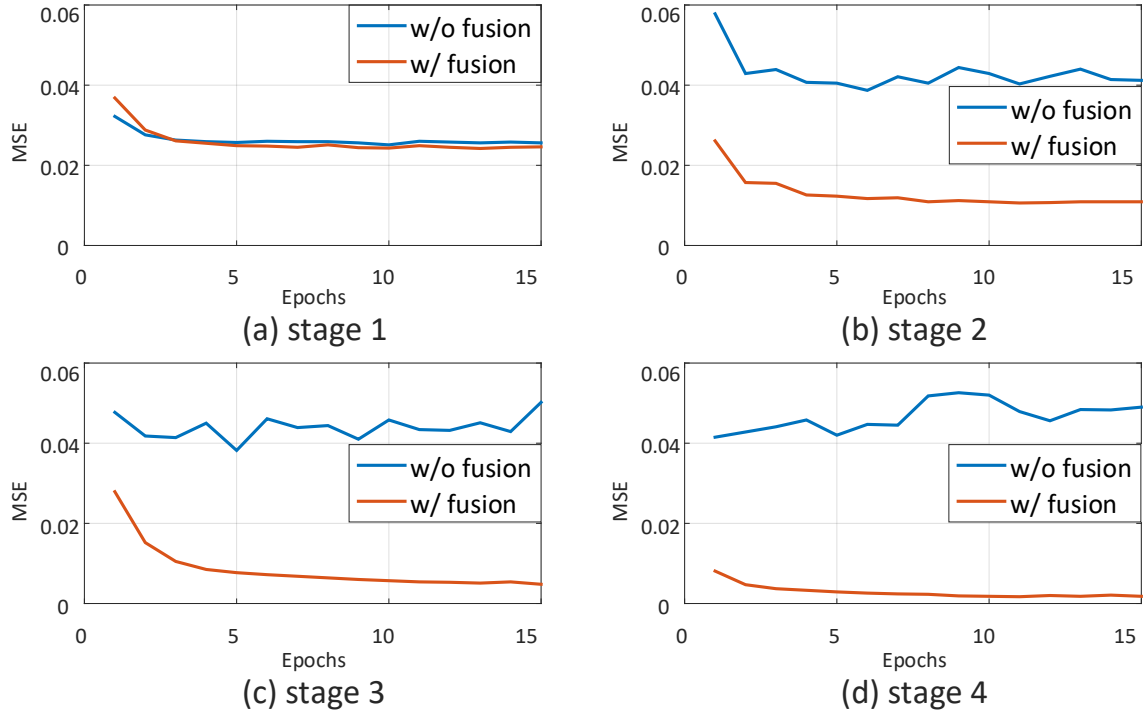 0.06
0.04
0.02
0
MSE
w/o fusion
w/ fusion
0
5
10
15
Epochs
(a) stage 1
0.06
0.04
0.02
0
MSE
w/o fusion
w/ fusion
0
5
10
15
Epochs
(b) stage 2
0.06
0.04
0.02
0
MSE
w/o fusion
w/ fusion
0
5
10
15
Epochs
(c) stage 3
0.06
0.04
0.02
0
MSE
w/o fusion
w/ fusion
0
5
10
15
Epochs
(d) stage 4